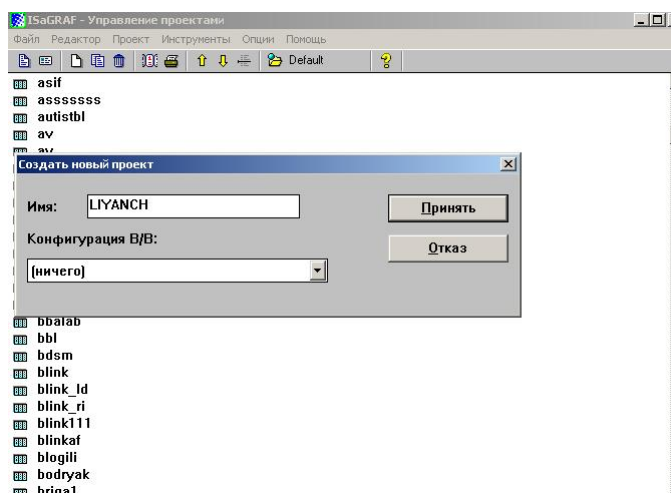 ISaGRAF - Управление проектами
Файл Редактор Проект Инструменты Опции Помощь
Default
asif
asssssss
autistbl
av
Создать новый проект
Имя: LIYANCH
Принять
Конфигурация В/В:
Отказ
(ничего)
bbalab
bbl
bdsm
blink
blink_ld
blink_ri
blink111
blinkaf
blogili
bodryak
briga1